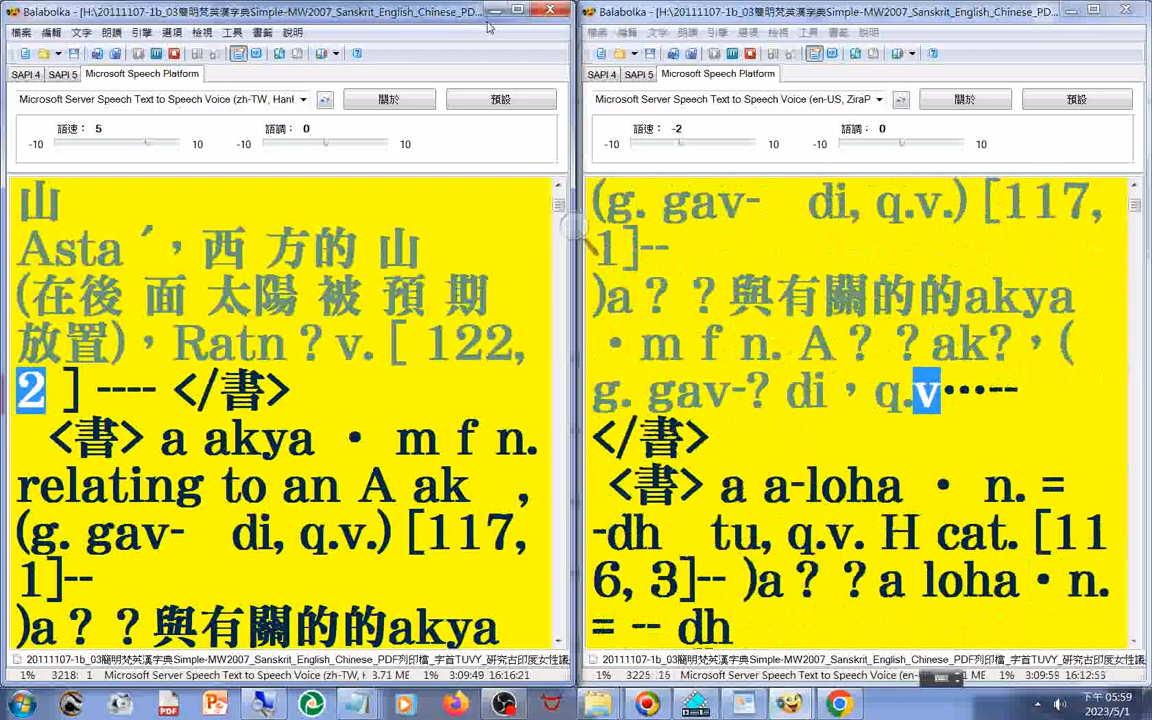 Balabolka - [H:\20111107-1b_03簡明梵英漢字典Simple-MW2007_Sanskrit_English_Chinese_PD...
檔案 編輯 文字 朗讀 引擎 選項 檢視 工具 書籤 說明
SAPI 4 SAPI 5 Microsoft Speech Platform
Microsoft Server Speech Text to Speech Voice (zh-TW, Hanl 關於 預設
語速: 5 語調: 0
-10 10 -10 10
山
Asta ˊ,西 方的 山
(在後 面 太陽 被 預 期
放置),Ratn?v. [ 122,
2 ] ---- </書>
<書> a akya • m f n.
relating to an A ak ,
(g. gav- di, q.v.) [117,
1]--
)a??與有關的的akya
20111107-1b_03簡明梵英漢字典Simple-MW2007_Sanskrit_English_Chinese_PDF列印檔_字首TUVY_研究古印度女性議
1% 3218: 1 Microsoft Server Speech Text to Speech Voice (zh-TW, 3.71 ME 1% 3:09:49 16:16:21
Balabolka - [H:\20111107-1b_03簡明梵英漢字典Simple-MW2007_Sanskrit_English_Chinese_PD...
檔案 編輯 文字 朗讀 引擎 選項 檢視 工具 書籤 說明
SAPI 4 SAPI 5 Microsoft Speech Platform
Microsoft Server Speech Text to Speech Voice (en-US, ZiraP 關於 預設
語速: -2 語調: 0
-10 10 -10 10
(g. gav- di, q.v.) [117,
1]--
)a??與有關的的akya
•m f n. A??ak?,(
g. gav-? di,q.v…--
</書>
<書> a a-loha • n. =
-dh tu, q.v. H cat. [11
6, 3]-- )a??a loha•n.
= -- dh
20111107-1b_03簡明梵英漢字典Simple-MW2007_Sanskrit_English_Chinese_PDF列印檔_字首TUVY_研究古印度女性議
1% 3225: 15 Microsoft Server Speech Text to Speech Voice (en-US, 3.71 MB 1% 3:09:59
下午 05:59
2023/5/1